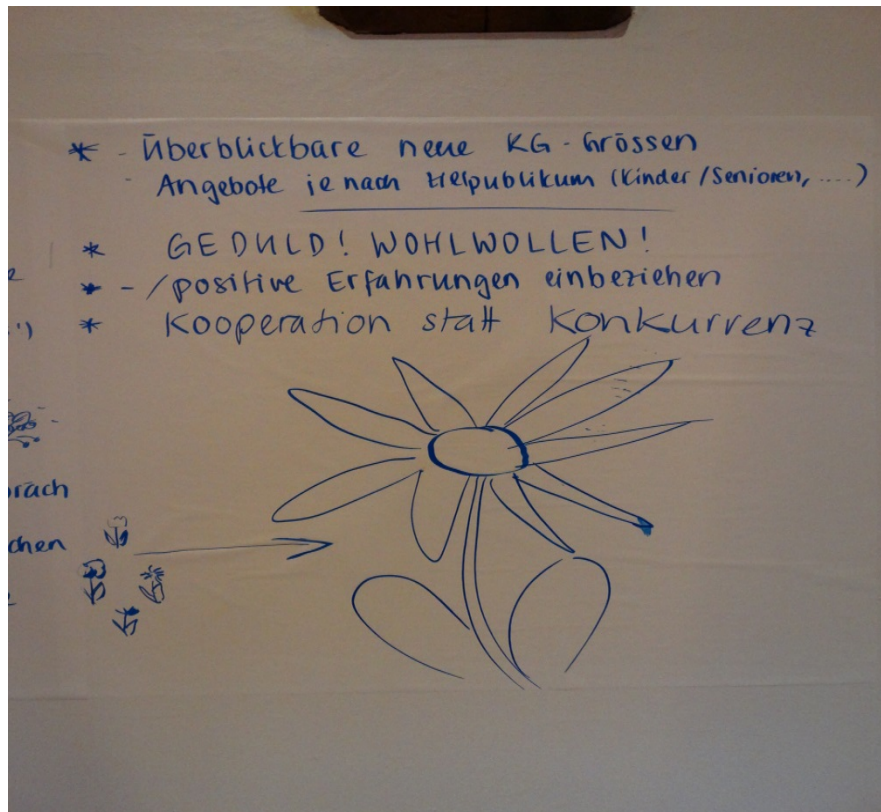 * - Überblickbare neue KG-Grössen
- Angebote je nach Zielpublikum (Kinder/Senioren, ....)
* GEDULD! WOHLWOLLEN!
* - / positive Erfahrungen einbeziehen
* Kooperation statt Konkurrenz